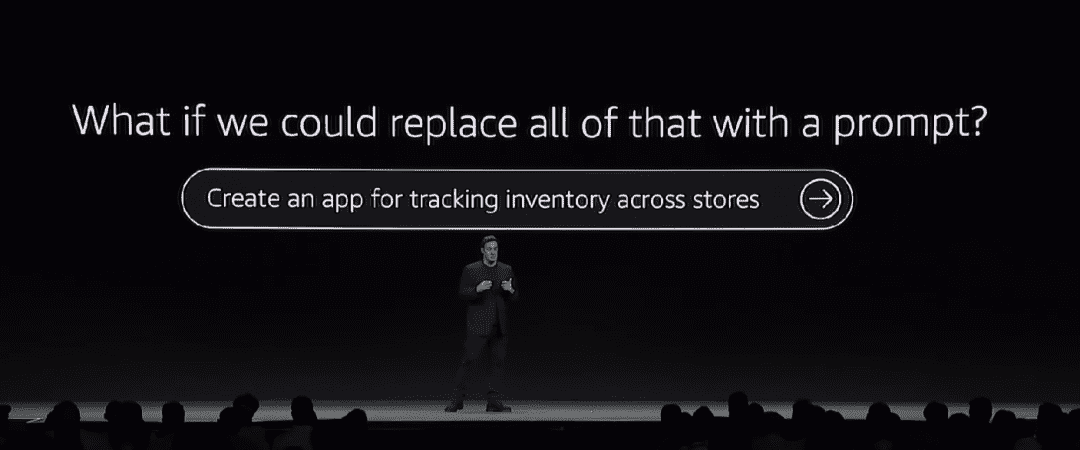 What if we could replace all of that with a prompt?
Create an app for tracking inventory across stores